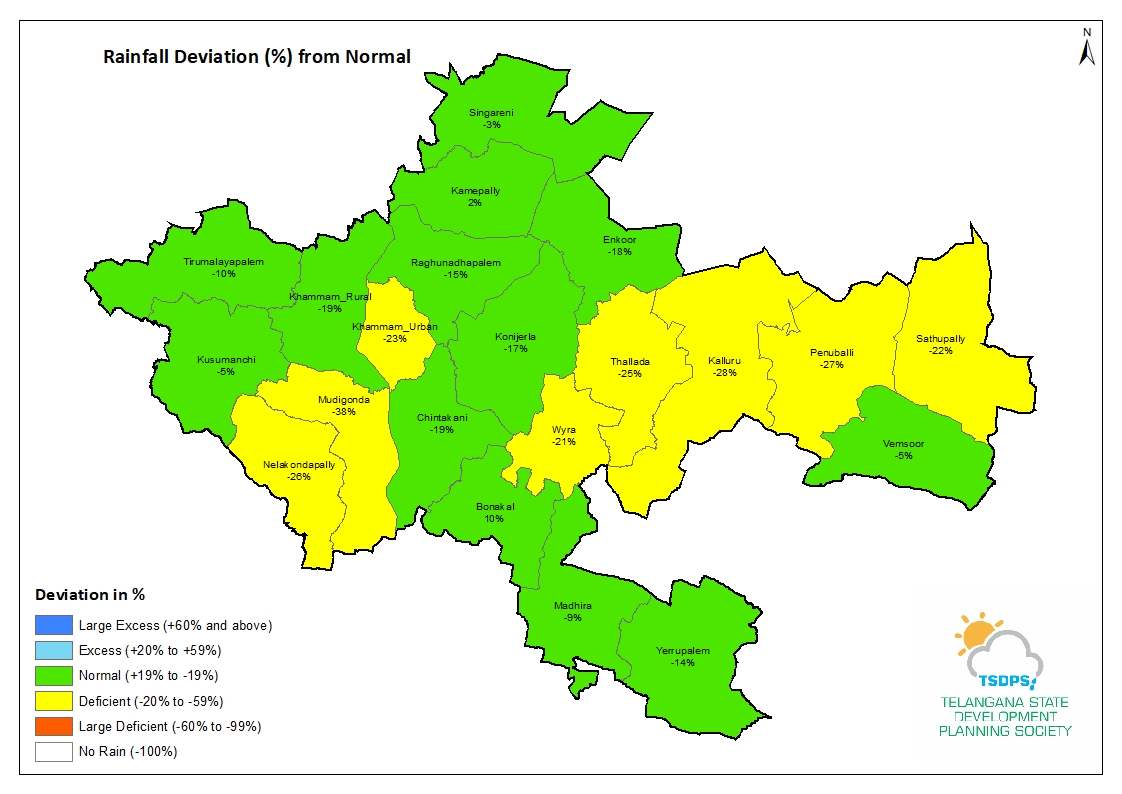 Rainfall Deviation (%) from Normal
N
Singareni
-3%
Kamepally
2%
Enkoor
-18%
Tirumalayapalem
-10%
Raghunadhapalem
-15%
Khammam_Rural
-19%
Khammam_Urban
-23%
Konijerla
-17%
Kusumanchi
-5%
Thallada
-25%
Kalluru
-28%
Penuballi
-27%
Sathupally
-22%
Mudigonda
-38%
Chintakani
-19%
Wyra
-21%
Vemsoor
-5%
Nelakondapally
-26%
Bonakal
10%
Madhira
-9%
Yerrupalem
-14%
Deviation in %
Large Excess (+60% and above)
Excess (+20% to +59%)
Normal (+19% to -19%)
Deficient (-20% to -59%)
Large Deficient (-60% to -99%)
No Rain (-100%)
TSDPS
TELANGANA STATE
DEVELOPMENT
PLANNING SOCIETY